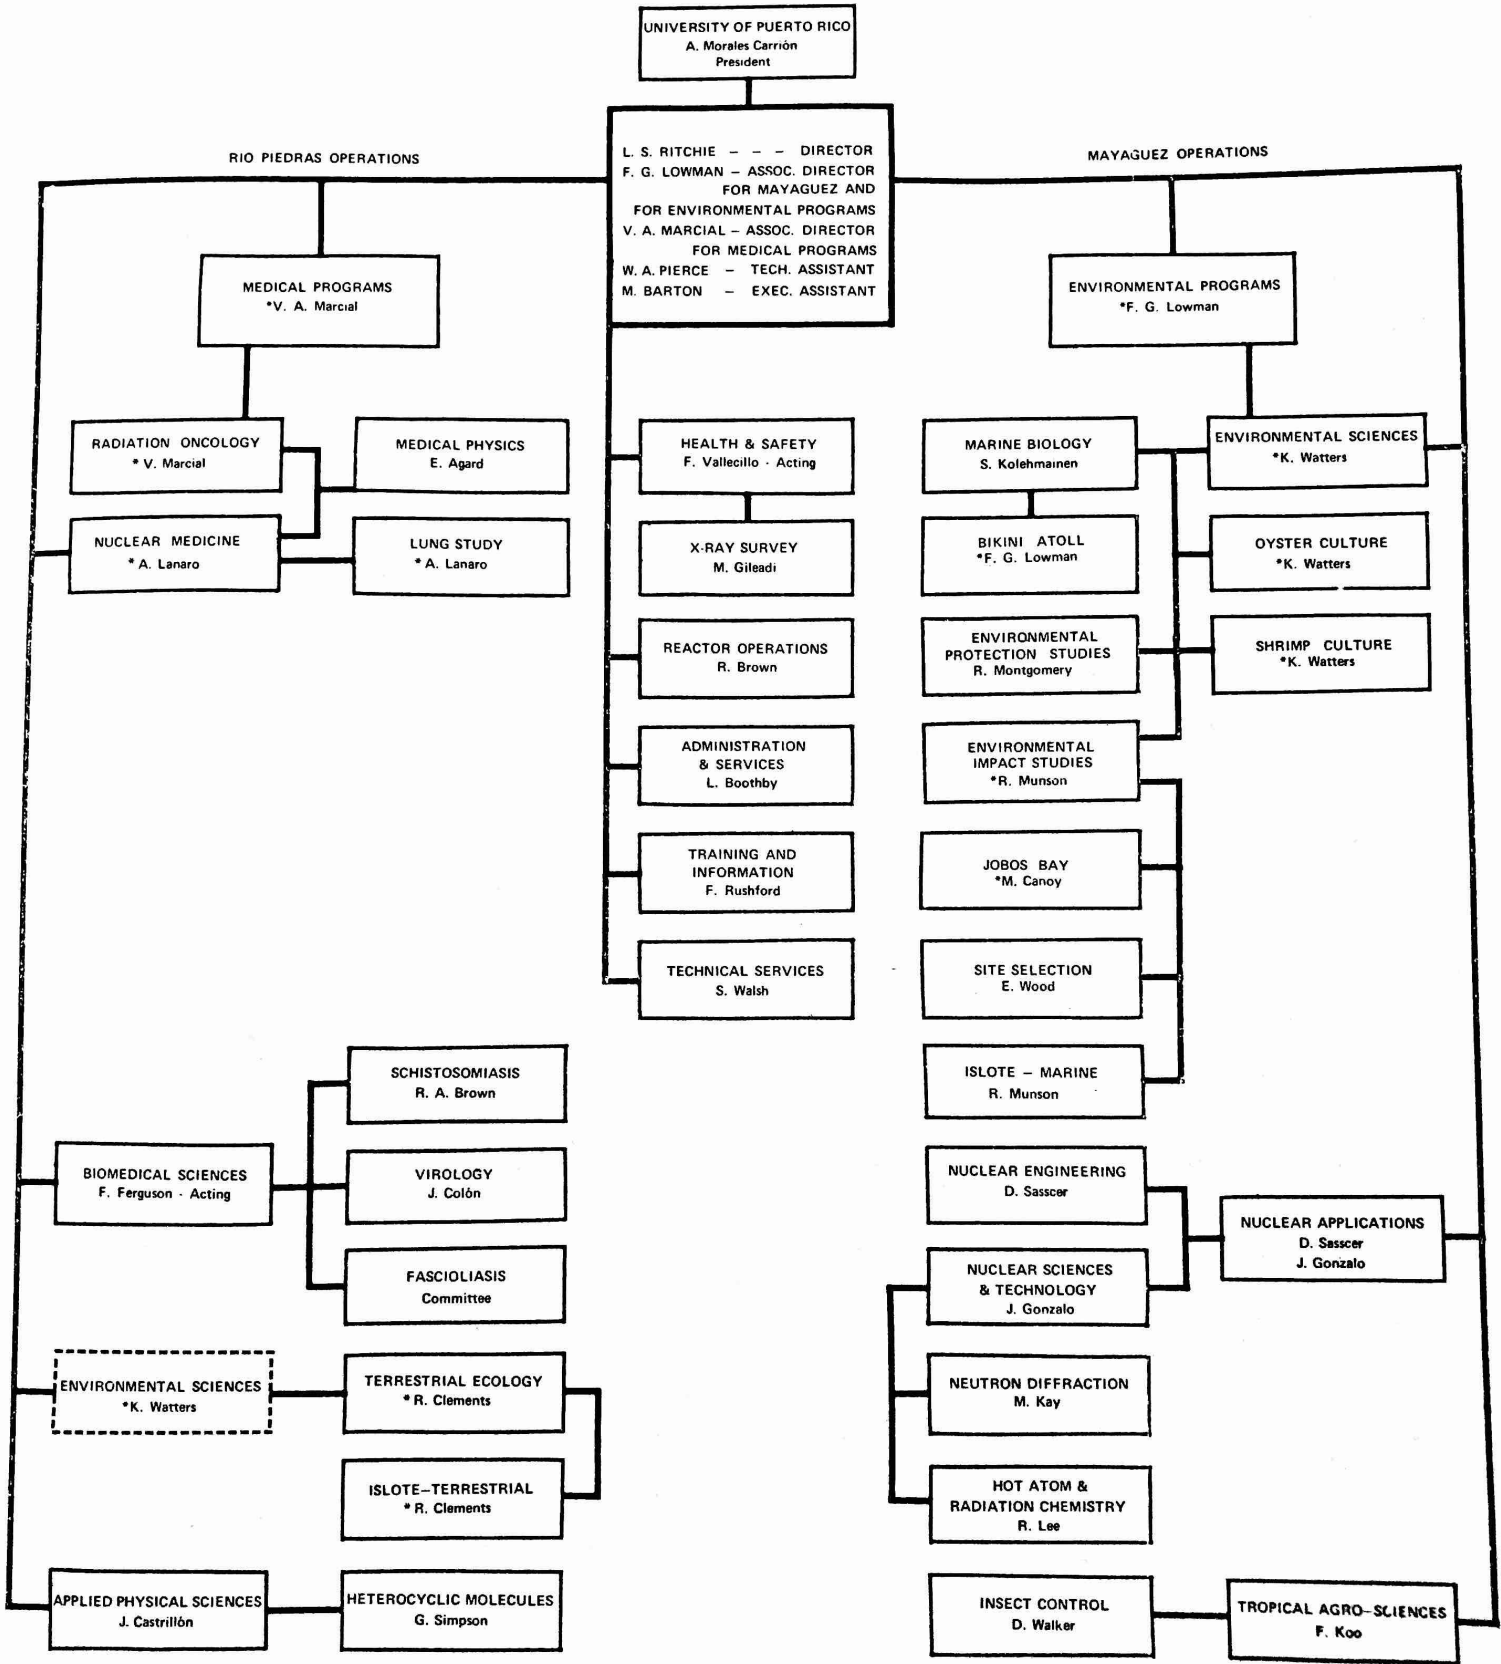 UNIVERSITY OF PUERTO RICO
A. Morales Carrión
President
L. S. RITCHIE – – – DIRECTOR
F. G. LOWMAN – ASSOC. DIRECTOR
FOR MAYAGUEZ AND
FOR ENVIRONMENTAL PROGRAMS
V. A. MARCIAL – ASSOC. DIRECTOR
FOR MEDICAL PROGRAMS
W. A. PIERCE – TECH. ASSISTANT
M. BARTON – EXEC. ASSISTANT
RIO PIEDRAS OPERATIONS
MEDICAL PROGRAMS
*V. A. Marcial
RADIATION ONCOLOGY
* V. Marcial
MEDICAL PHYSICS
E. Agard
NUCLEAR MEDICINE
* A. Lanaro
LUNG STUDY
* A. Lanaro
BIOMEDICAL SCIENCES
F. Ferguson - Acting
SCHISTOSOMIASIS
R. A. Brown
VIROLOGY
J. Colón
FASCIOLIASIS
Committee
ENVIRONMENTAL SCIENCES
*K. Watters
TERRESTRIAL ECOLOGY
* R. Clements
ISLOTE–TERRESTRIAL
* R. Clements
APPLIED PHYSICAL SCIENCES
J. Castrillón
HETEROCYCLIC MOLECULES
G. Simpson
HEALTH & SAFETY
F. Vallecillo - Acting
X-RAY SURVEY
M. Gileadi
REACTOR OPERATIONS
R. Brown
ADMINISTRATION
& SERVICES
L. Boothby
TRAINING AND
INFORMATION
F. Rushford
TECHNICAL SERVICES
S. Walsh
MAYAGUEZ OPERATIONS
ENVIRONMENTAL PROGRAMS
*F. G. Lowman
MARINE BIOLOGY
S. Kolehmainen
ENVIRONMENTAL SCIENCES
*K. Watters
BIKINI ATOLL
*F. G. Lowman
OYSTER CULTURE
*K. Watters
ENVIRONMENTAL
PROTECTION STUDIES
R. Montgomery
SHRIMP CULTURE
*K. Watters
ENVIRONMENTAL
IMPACT STUDIES
*R. Munson
JOBOS BAY
*M. Canoy
SITE SELECTION
E. Wood
ISLOTE – MARINE
R. Munson
NUCLEAR ENGINEERING
D. Sasscer
NUCLEAR APPLICATIONS
D. Sasscer
J. Gonzalo
NUCLEAR SCIENCES
& TECHNOLOGY
J. Gonzalo
NEUTRON DIFFRACTION
M. Kay
HOT ATOM &
RADIATION CHEMISTRY
R. Lee
INSECT CONTROL
D. Walker
TROPICAL AGRO–SCIENCES
F. Koo